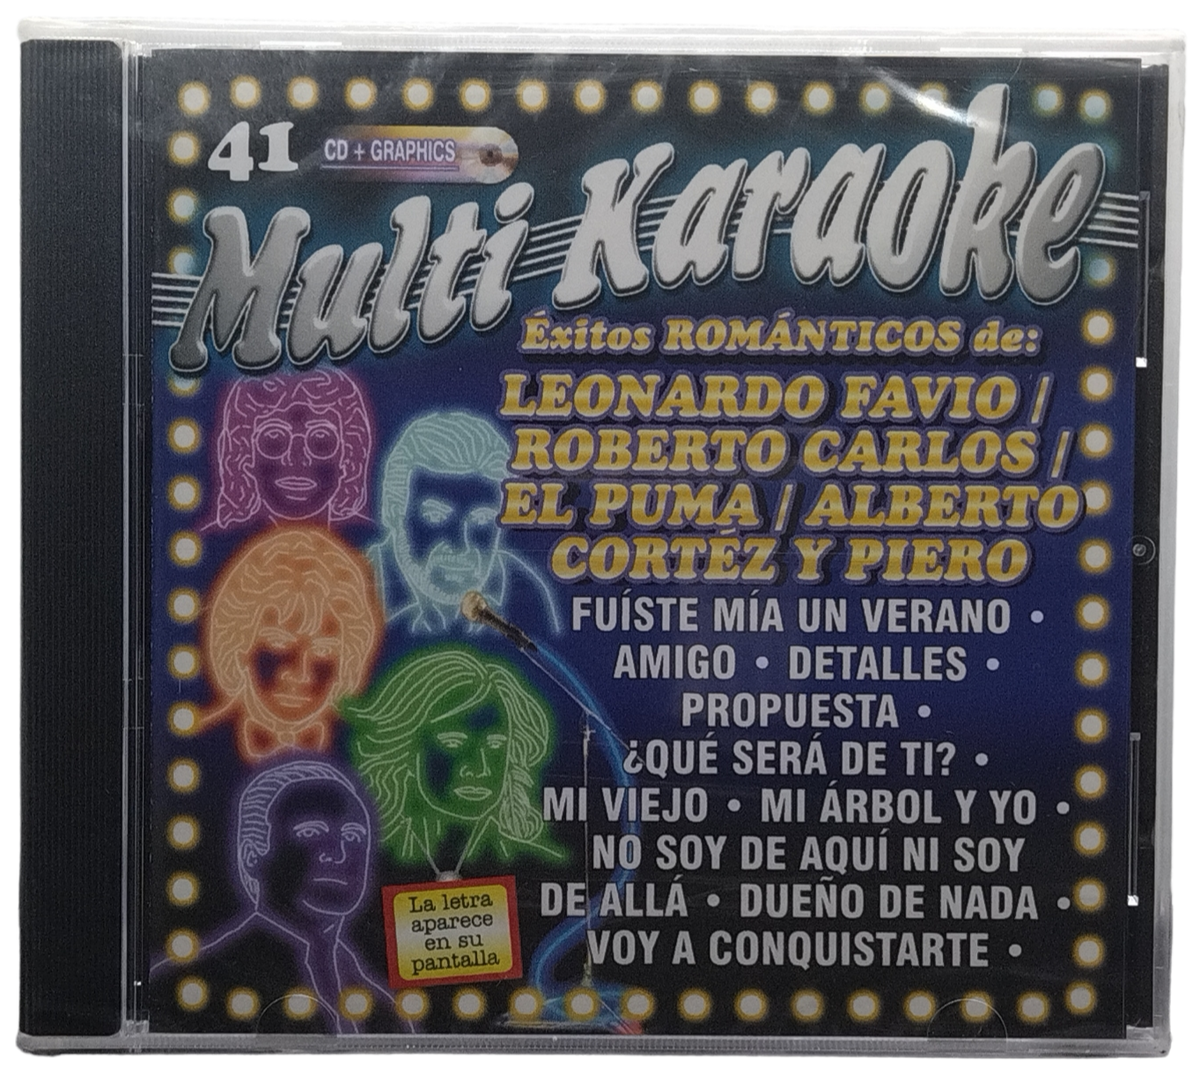 41
CD + GRAPHICS
Multi Karaoke
Éxitos ROMÁNTICOS de:
LEONARDO FAVIO /
ROBERTO CARLOS /
EL PUMA / ALBERTO
CORTÉZ Y PIERO
FUÍSTE MÍA UN VERANO •
AMIGO • DETALLES •
PROPUESTA •
¿QUÉ SERÁ DE TI? •
MI VIEJO • MI ÁRBOL Y YO •
NO SOY DE AQUÍ NI SOY
DE ALLÁ • DUEÑO DE NADA •
VOY A CONQUISTARTE •
La letra
aparece
en su
pantalla